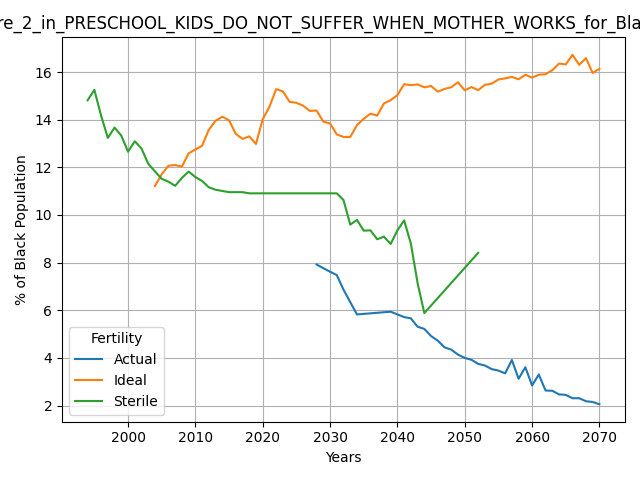 re_2_in_PRESCHOOL_KIDS_DO_NOT_SUFFER_WHEN_MOTHER_WORKS_for_Bla
16
14
12
10
8
6
4
2
% of Black Population
Fertility
Actual
Ideal
Sterile
2000 2010 2020 2030 2040 2050 2060 2070
Years